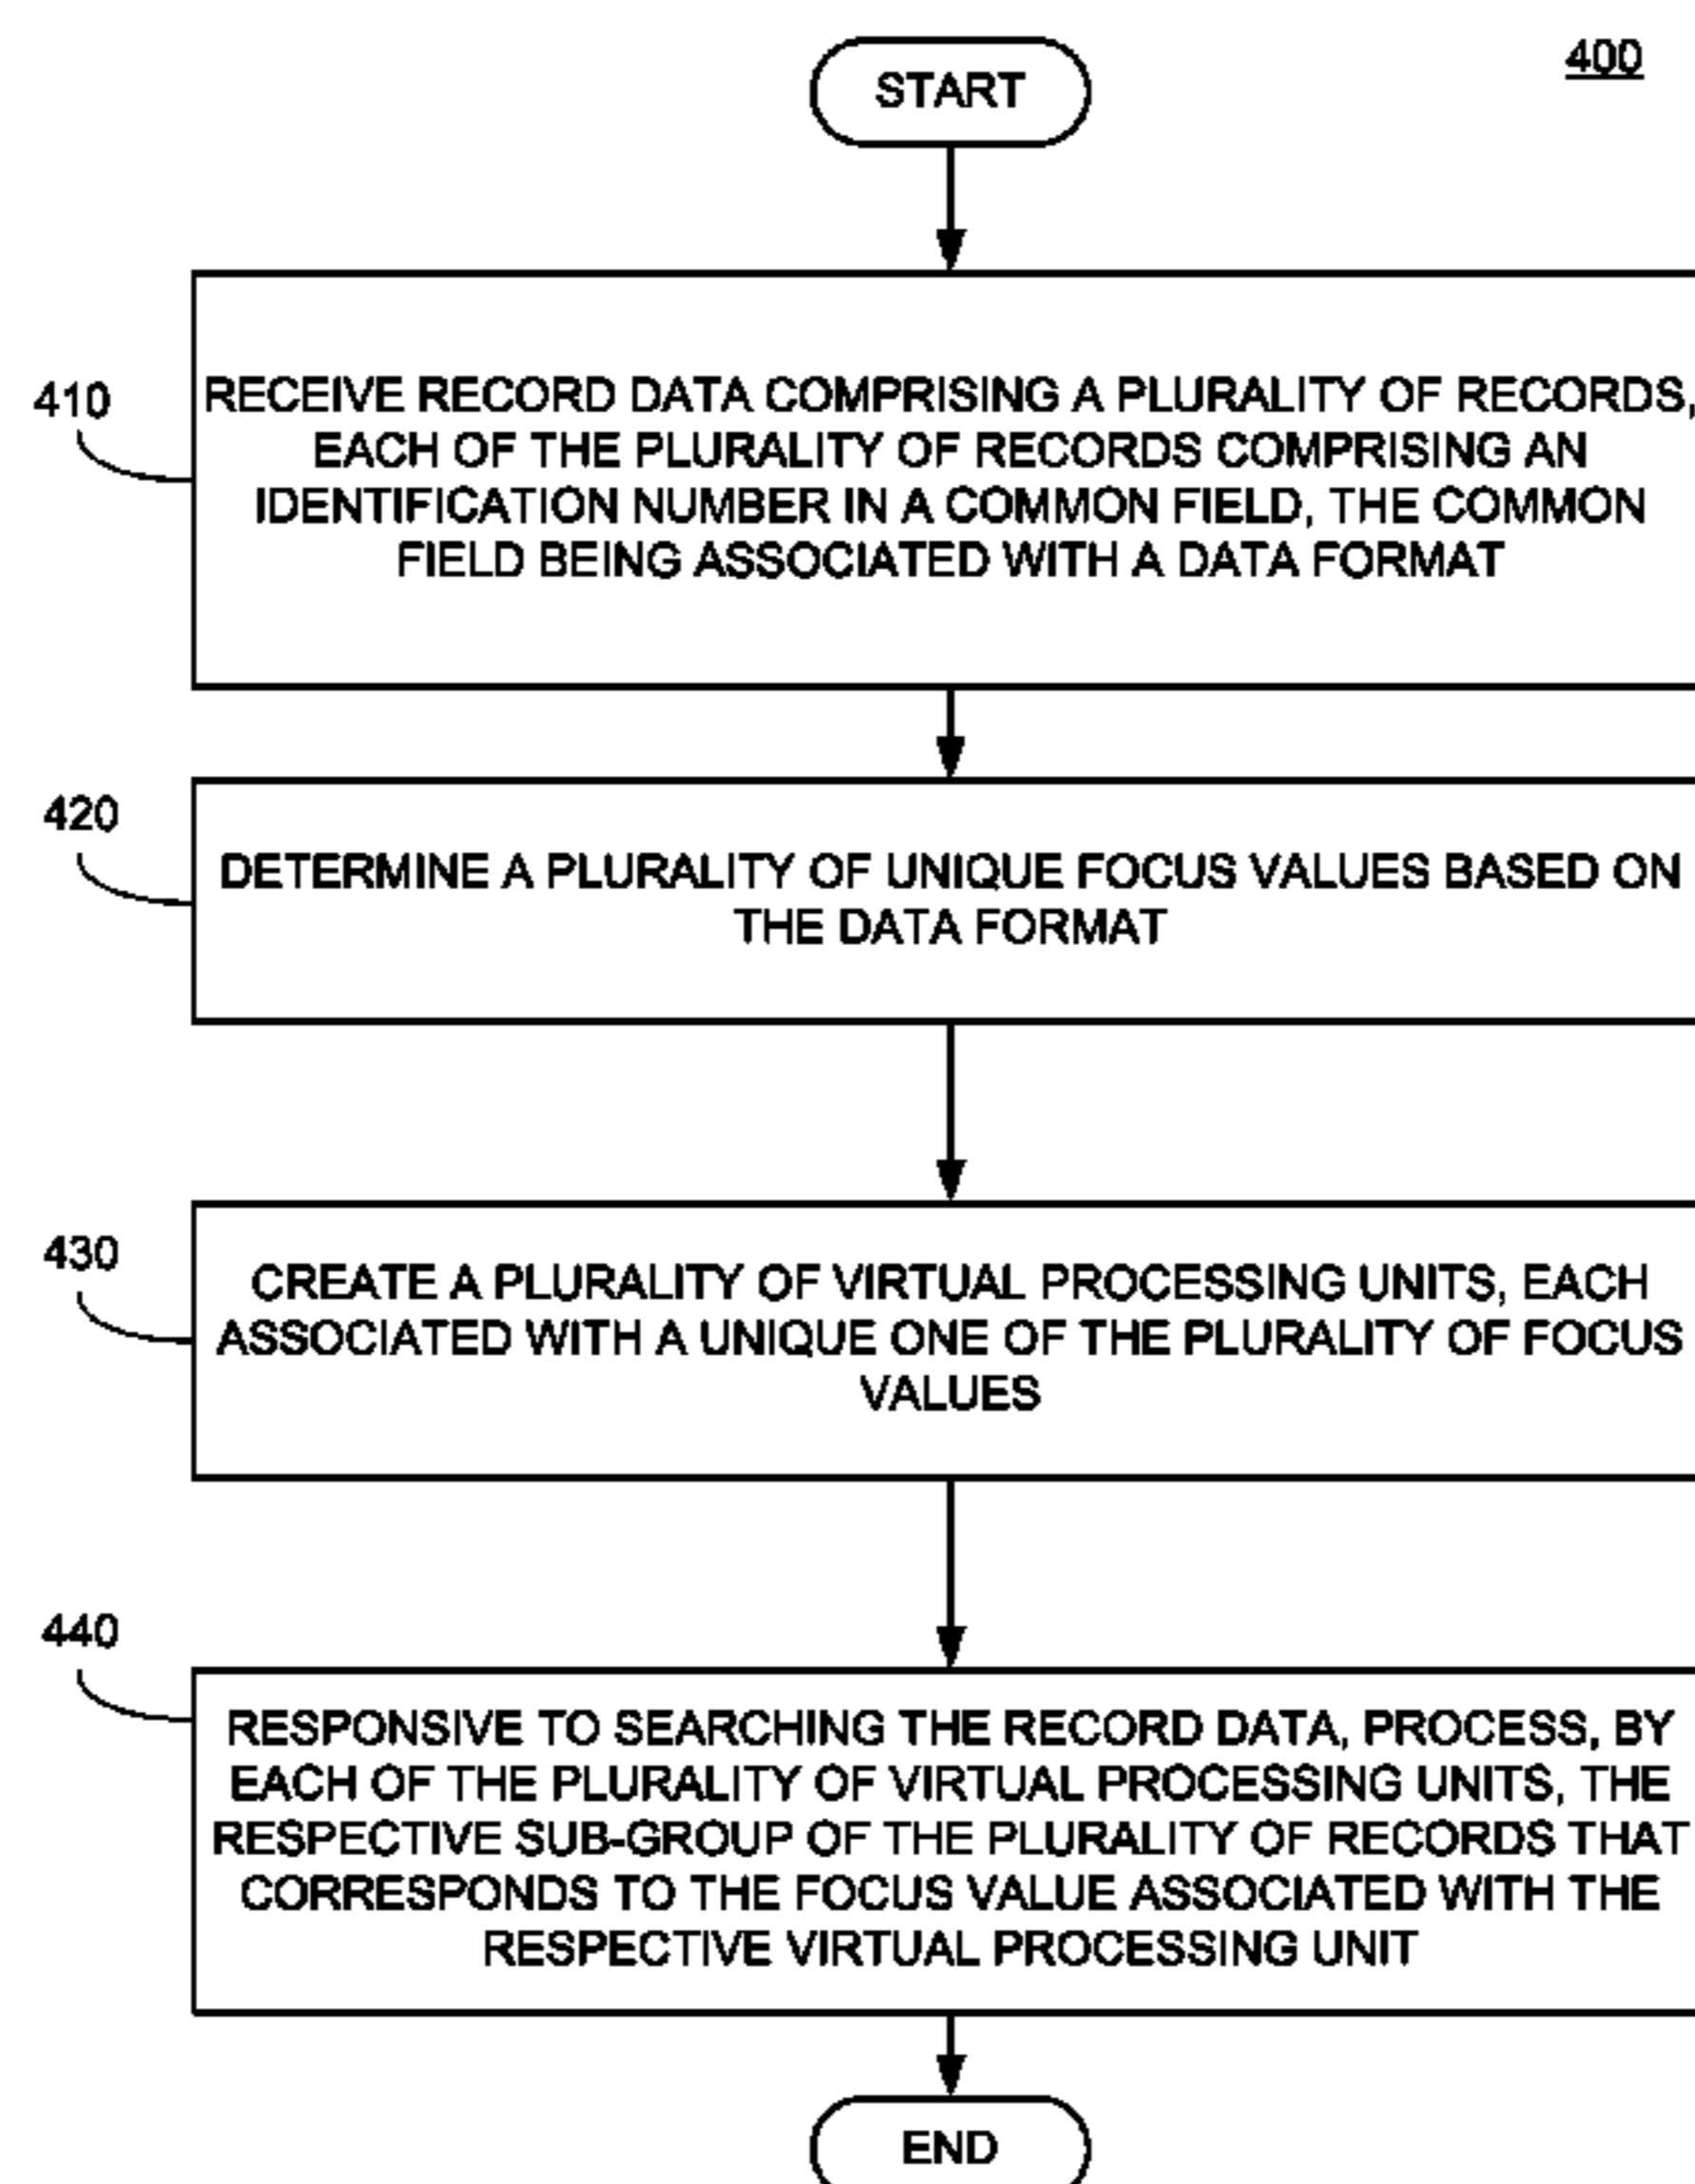 400
START
410
RECEIVE RECORD DATA COMPRISING A PLURALITY OF RECORDS,
EACH OF THE PLURALITY OF RECORDS COMPRISING AN
IDENTIFICATION NUMBER IN A COMMON FIELD, THE COMMON
FIELD BEING ASSOCIATED WITH A DATA FORMAT
420
DETERMINE A PLURALITY OF UNIQUE FOCUS VALUES BASED ON
THE DATA FORMAT
430
CREATE A PLURALITY OF VIRTUAL PROCESSING UNITS, EACH
ASSOCIATED WITH A UNIQUE ONE OF THE PLURALITY OF FOCUS
VALUES
440
RESPONSIVE TO SEARCHING THE RECORD DATA, PROCESS, BY
EACH OF THE PLURALITY OF VIRTUAL PROCESSING UNITS, THE
RESPECTIVE SUB-GROUP OF THE PLURALITY OF RECORDS THAT
CORRESPONDS TO THE FOCUS VALUE ASSOCIATED WITH THE
RESPECTIVE VIRTUAL PROCESSING UNIT
END